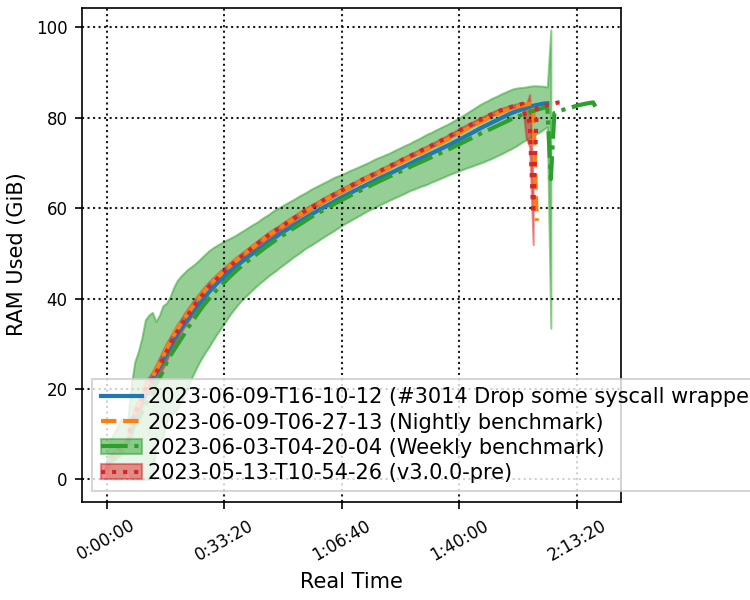 100
80
60
40
20
0
RAM Used (GiB)
2023-06-09-T16-10-12 (#3014 Drop some syscall wrappe
2023-06-09-T06-27-13 (Nightly benchmark)
2023-06-03-T04-20-04 (Weekly benchmark)
2023-05-13-T10-54-26 (v3.0.0-pre)
0:00:00
0:33:20
1:06:40
1:40:00
2:13:20
Real Time